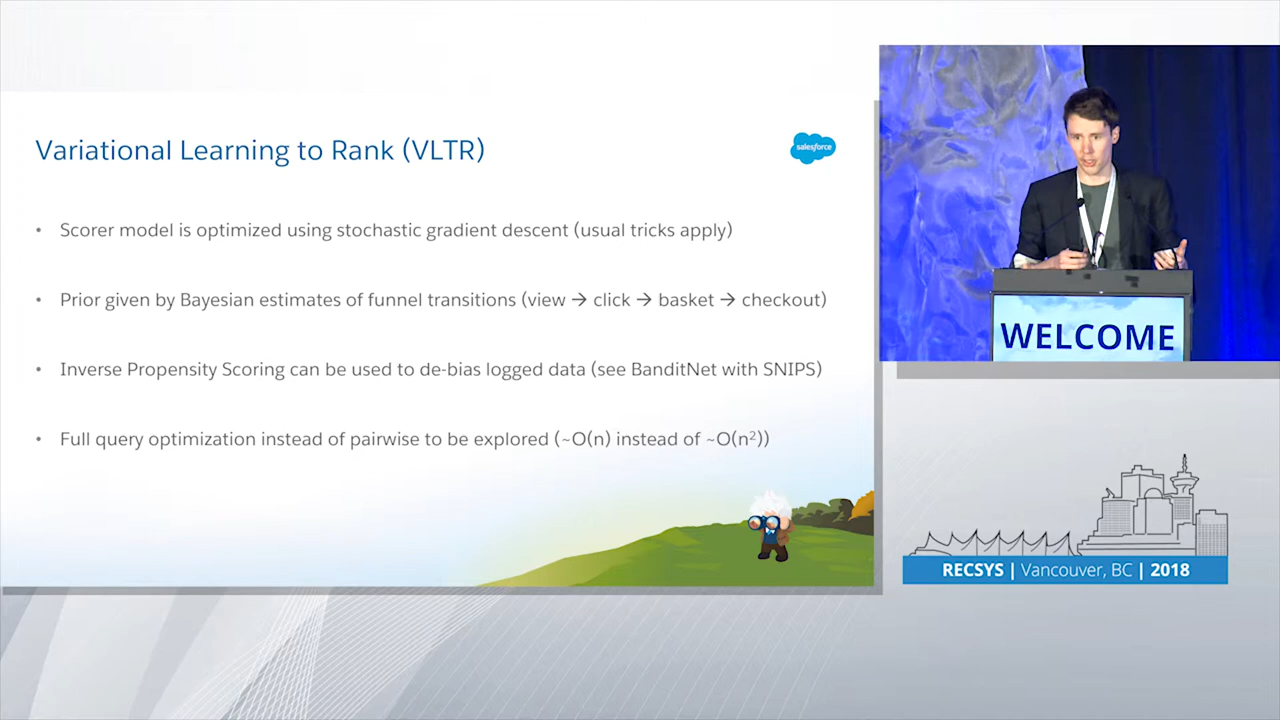 Variational Learning to Rank (VLTR)
salesforce
• Scorer model is optimized using stochastic gradient descent (usual tricks apply)
• Prior given by Bayesian estimates of funnel transitions (view → click → basket → checkout)
• Inverse Propensity Scoring can be used to de-bias logged data (see BanditNet with SNIPS)
• Full query optimization instead of pairwise to be explored (~O(n) instead of ~O(n²))
WELCOME
RECSYS | Vancouver, BC | 2018